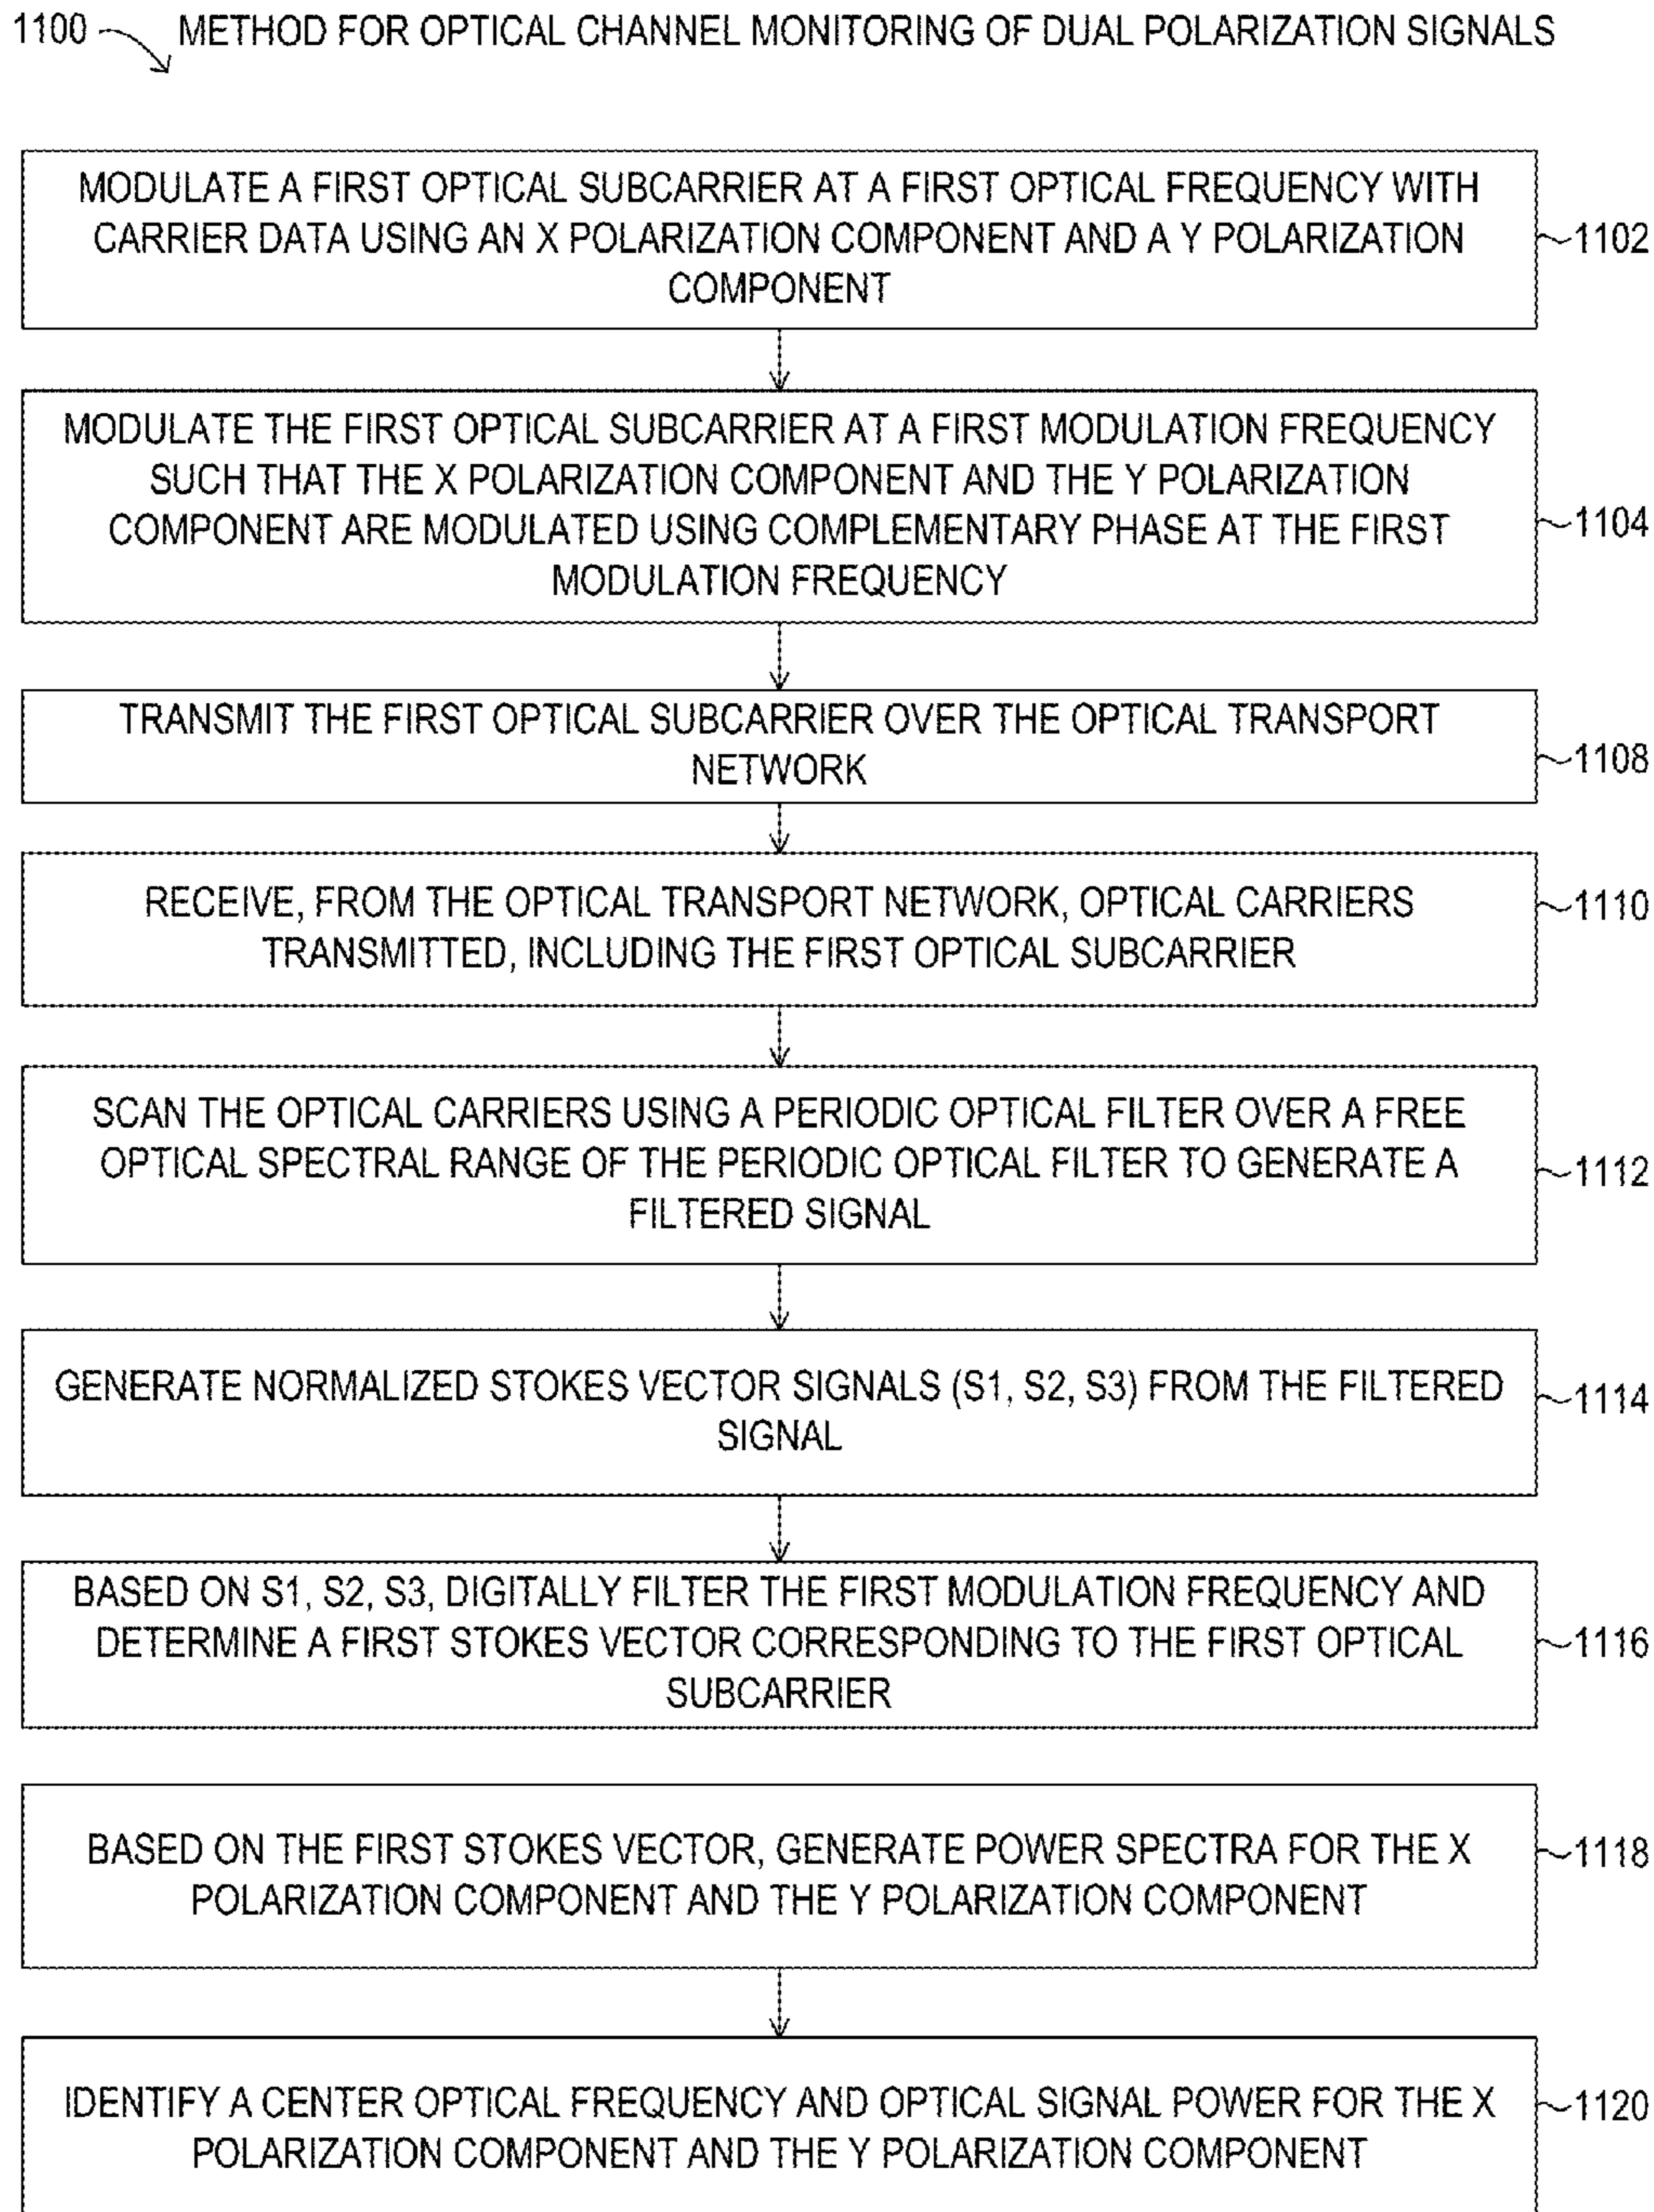 1100 METHOD FOR OPTICAL CHANNEL MONITORING OF DUAL POLARIZATION SIGNALS
MODULATE A FIRST OPTICAL SUBCARRIER AT A FIRST OPTICAL FREQUENCY WITH
CARRIER DATA USING AN X POLARIZATION COMPONENT AND A Y POLARIZATION
COMPONENT
1102
MODULATE THE FIRST OPTICAL SUBCARRIER AT A FIRST MODULATION FREQUENCY
SUCH THAT THE X POLARIZATION COMPONENT AND THE Y POLARIZATION
COMPONENT ARE MODULATED USING COMPLEMENTARY PHASE AT THE FIRST
MODULATION FREQUENCY
1104
TRANSMIT THE FIRST OPTICAL SUBCARRIER OVER THE OPTICAL TRANSPORT
NETWORK
1108
RECEIVE, FROM THE OPTICAL TRANSPORT NETWORK, OPTICAL CARRIERS
TRANSMITTED, INCLUDING THE FIRST OPTICAL SUBCARRIER
1110
SCAN THE OPTICAL CARRIERS USING A PERIODIC OPTICAL FILTER OVER A FREE
OPTICAL SPECTRAL RANGE OF THE PERIODIC OPTICAL FILTER TO GENERATE A
FILTERED SIGNAL
1112
GENERATE NORMALIZED STOKES VECTOR SIGNALS (S1, S2, S3) FROM THE FILTERED
SIGNAL
1114
BASED ON S1, S2, S3, DIGITALLY FILTER THE FIRST MODULATION FREQUENCY AND
DETERMINE A FIRST STOKES VECTOR CORRESPONDING TO THE FIRST OPTICAL
SUBCARRIER
1116
BASED ON THE FIRST STOKES VECTOR, GENERATE POWER SPECTRA FOR THE X
POLARIZATION COMPONENT AND THE Y POLARIZATION COMPONENT
1118
IDENTIFY A CENTER OPTICAL FREQUENCY AND OPTICAL SIGNAL POWER FOR THE X
POLARIZATION COMPONENT AND THE Y POLARIZATION COMPONENT
1120